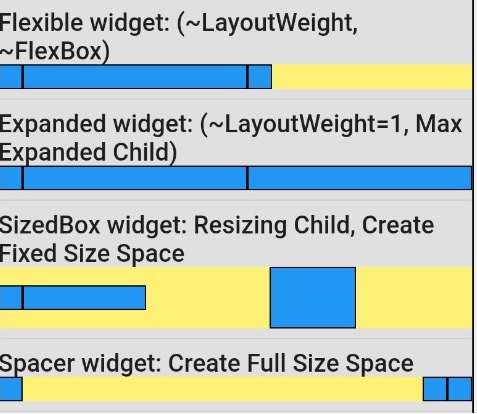 Flexible widget: (~LayoutWeight,
~FlexBox)
Expanded widget: (~LayoutWeight=1, Max
Expanded Child)
SizedBox widget: Resizing Child, Create
Fixed Size Space
Spacer widget: Create Full Size Space